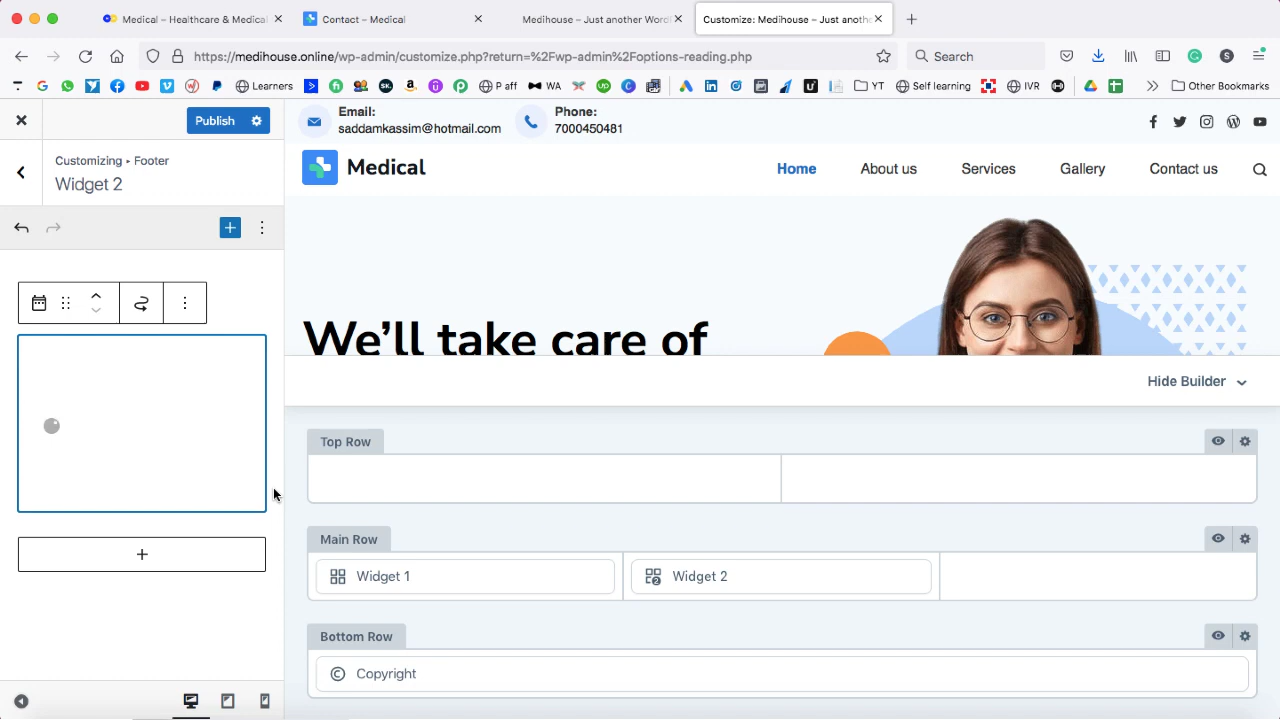 Medical – Healthcare & Medical
Contact – Medical
Medihouse – Just another Word
Customize: Medihouse – Just anothe
https://medihouse.online/wp-admin/customize.php?return=%2Fwp-admin%2Foptions-reading.php
Search
Learners
P aff
WA
YT
Self learning
IVR
Other Bookmarks
Publish
Customizing ▸ Footer
Widget 2
Email:
saddamkassim@hotmail.com
Phone:
7000450481
Medical
Home
About us
Services
Gallery
Contact us
We'll take care of
Hide Builder
Top Row
Main Row
Widget 1
Widget 2
Bottom Row
Copyright